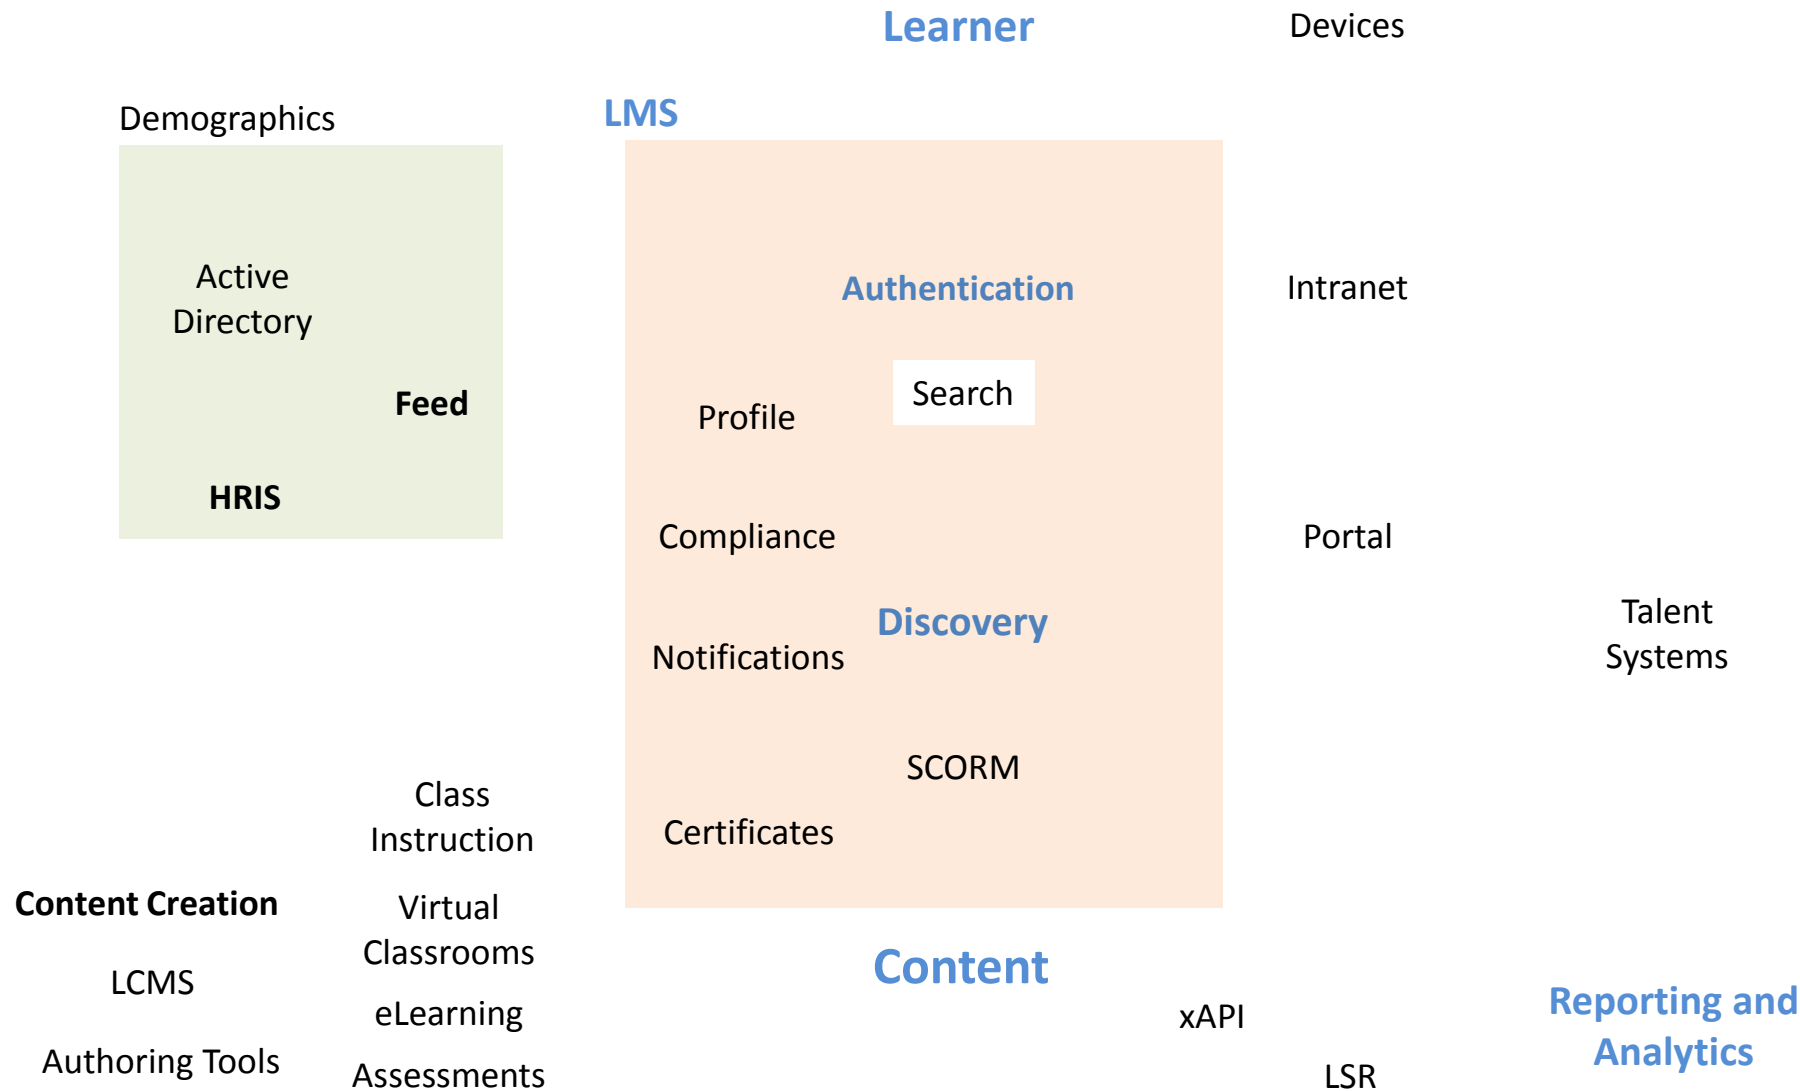 Learner
Devices
Demographics
LMS
Active
Directory
Authentication
Intranet
Feed
Search
Profile
HRIS
Compliance
Portal
Discovery
Notifications
Talent
Systems
SCORM
Class
Instruction
Certificates
Content Creation
Virtual
Classrooms
Content
LCMS
eLearning
xAPI
Reporting and
Analytics
Authoring Tools
Assessments
LSR